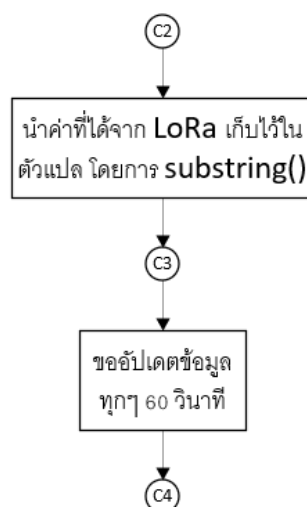 C2
นำค่าที่ได้จาก LoRa เก็บไว้ใน
ตัวแปล โดยการ substring()
C3
ขออัปเดตข้อมูล
ทุกๆ 60 วินาที
C4